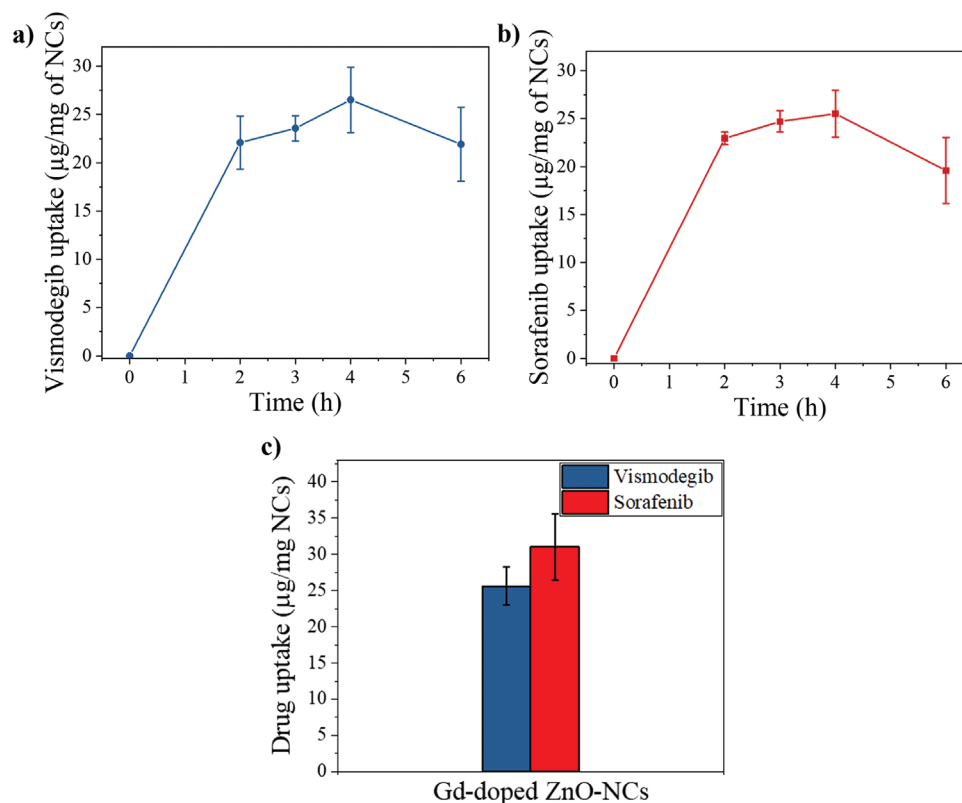 a)
Vismodegib uptake (µg/mg of NCs)
30
25
20
15
10
5
0
0 1 2 3 4 5 6
Time (h)
b)
Sorafenib uptake (µg/mg of NCs)
30
25
20
15
10
5
0
0 1 2 3 4 5 6
Time (h)
c)
Drug uptake (µg/mg NCs)
40
35
30
25
20
15
10
5
0
Vismodegib
Sorafenib
Gd-doped ZnO-NCs